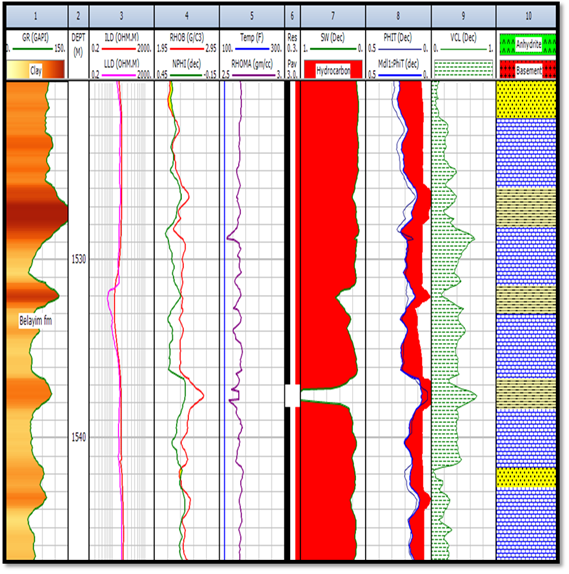 1 2 3 4 5 6 7 8 9 10
GR (GAPI) DEPT ILD (OHM.M) RHOB (G/C3) Temp (F) Res SW (Dec) PHIT (Dec) VCL (Dec) Anhydrite
0. 150. (M) 0.2 2000. 1.95 2.95 100. 300. 0.3. 1. 0. 0.5 0. 0. 1.
Clay LLD (OHM.M) NPHI (dec) RHOMA (gm/cc) Pay Hydrocarbon Mdl1:PhiT (Dec) Basement
0.2 2000. 0.45 -0.15 2.5 3. 3.0. 0.5 0.
1530
Belayim fm
1540